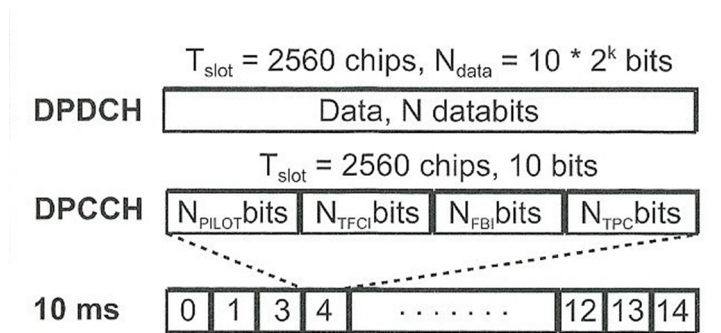 T_slot = 2560 chips, N_data = 10 * 2^k bits
DPDCH Data, N databits
T_slot = 2560 chips, 10 bits
DPCCH N_PILOT bits N_TFCI bits N_FBI bits N_TPC bits
10 ms 0 1 3 4 . . . . . . . 12 13 14